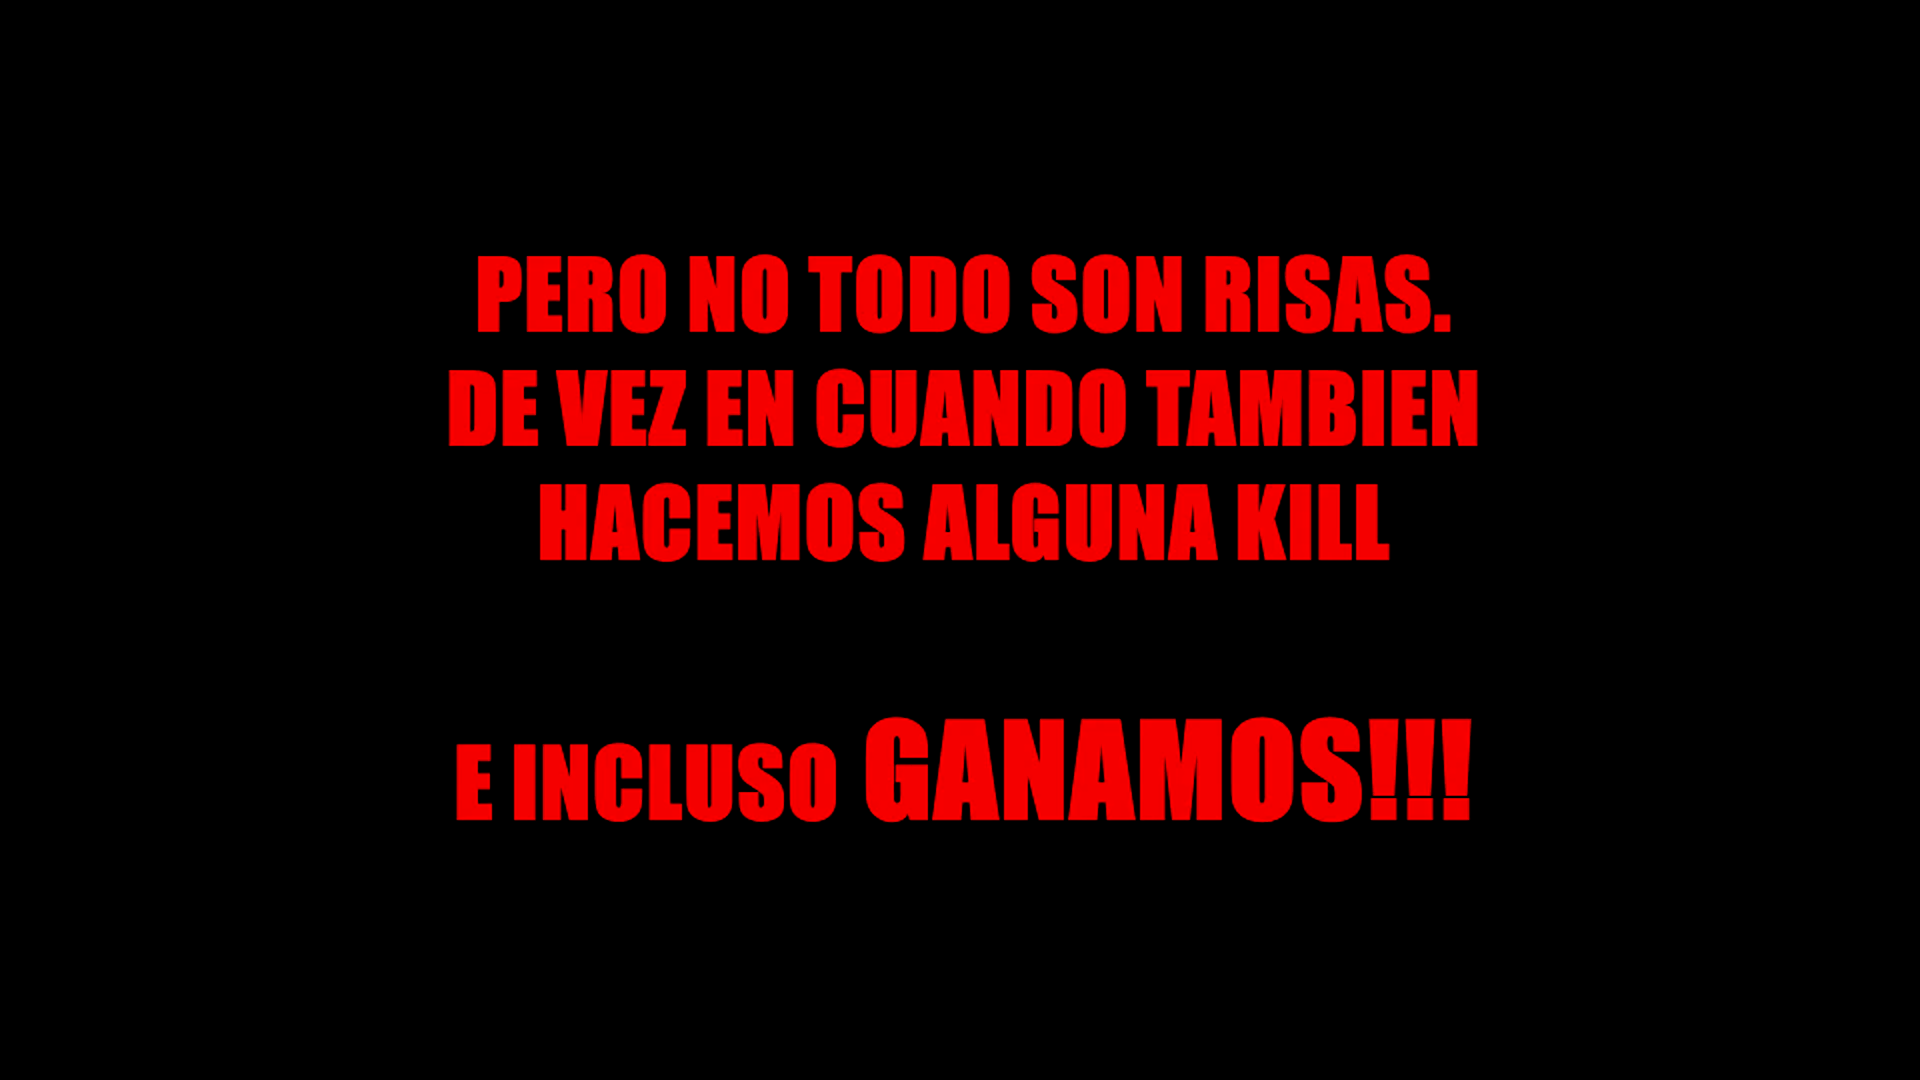 PERO NO TODO SON RISAS.
DE VEZ EN CUANDO TAMBIEN
HACEMOS ALGUNA KILL
E INCLUSO GANAMOS!!!